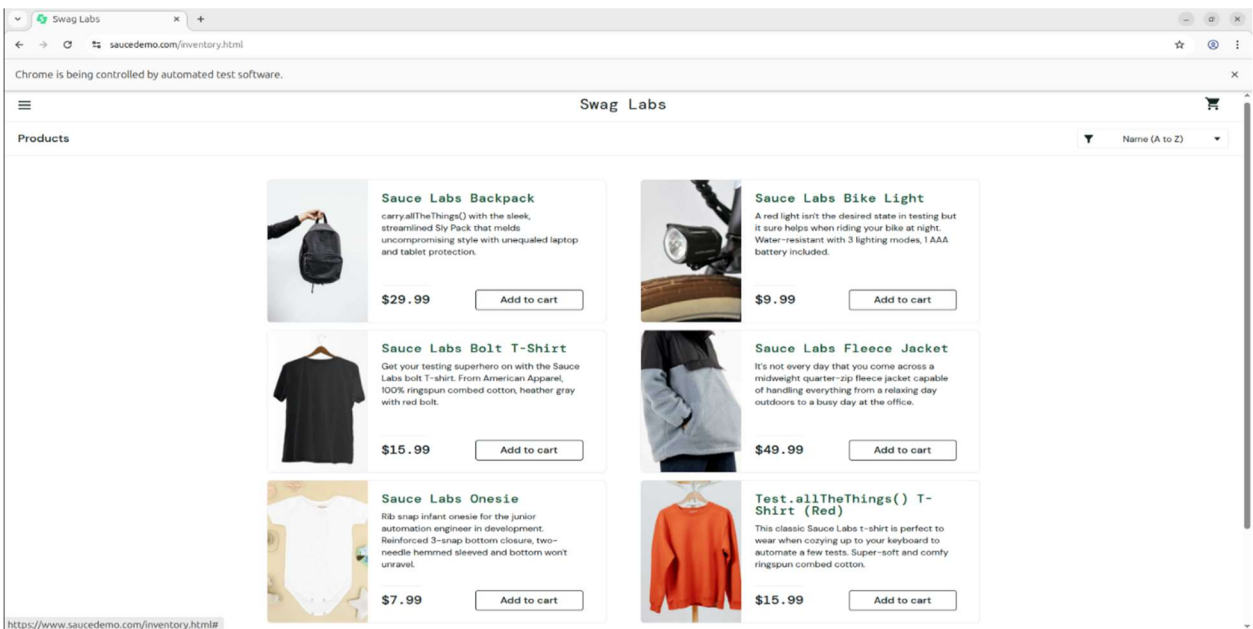 Swag Labs
saucedemo.com/inventory.html
Chrome is being controlled by automated test software.
Swag Labs
Products
Name (A to Z)
Sauce Labs Backpack
carry.allTheThings() with the sleek,
streamlined Sly Pack that melds
uncompromising style with unequaled laptop
and tablet protection.
$29.99
Add to cart
Sauce Labs Bike Light
A red light isn't the desired state in testing but
it sure helps when riding your bike at night.
Water-resistant with 3 lighting modes, 1 AAA
battery included.
$9.99
Add to cart
Sauce Labs Bolt T-Shirt
Get your testing superhero on with the Sauce
Labs bolt T-shirt. From American Apparel,
100% ringspun combed cotton, heather gray
with red bolt.
$15.99
Add to cart
Sauce Labs Fleece Jacket
It's not every day that you come across a
midweight quarter-zip fleece jacket capable
of handling everything from a relaxing day
outdoors to a busy day at the office.
$49.99
Add to cart
Sauce Labs Onesie
Rib snap infant onesie for the junior
automation engineer in development.
Reinforced 3-snap bottom closure, two-
needle hemmed sleeved and bottom won't
unravel.
$7.99
Add to cart
Test.allTheThings() T-
Shirt (Red)
This classic Sauce Labs t-shirt is perfect to
wear when cozying up to your keyboard to
automate a few tests. Super-soft and comfy
ringspun combed cotton.
$15.99
Add to cart
https://www.saucedemo.com/inventory.html#